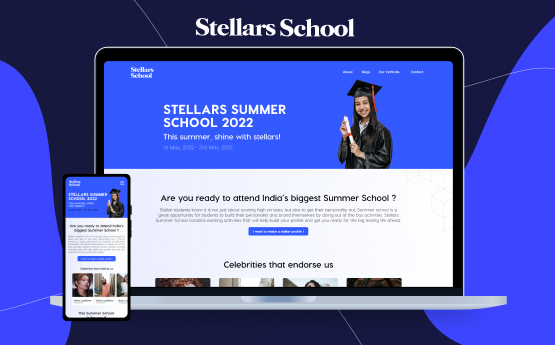 Stellars School
Stellars
School
About Blogs Our Verticals Contact
STELLARS SUMMER
SCHOOL 2022
This summer, shine with stellars!
1st May, 2022 - 31st May, 2022
Are you ready to attend India's biggest Summer School ?
Stellar students know it is not just about scoring high on tests, but also to get their personality out. Summer school is a
great opportunity for students to build their personality and brand themselves by doing out of the box activities. Stellars
Summer School contains exciting activities that will help build your profile and get you ready for the big testing life ahead.
I want to make a stellar profile !
Celebrities that endorse us
Stellars
School
STELLARS SUMMER
SCHOOL 2022
Are you ready to attend India's
biggest Summer School ?
Celebrities that endorse us
This Summer School